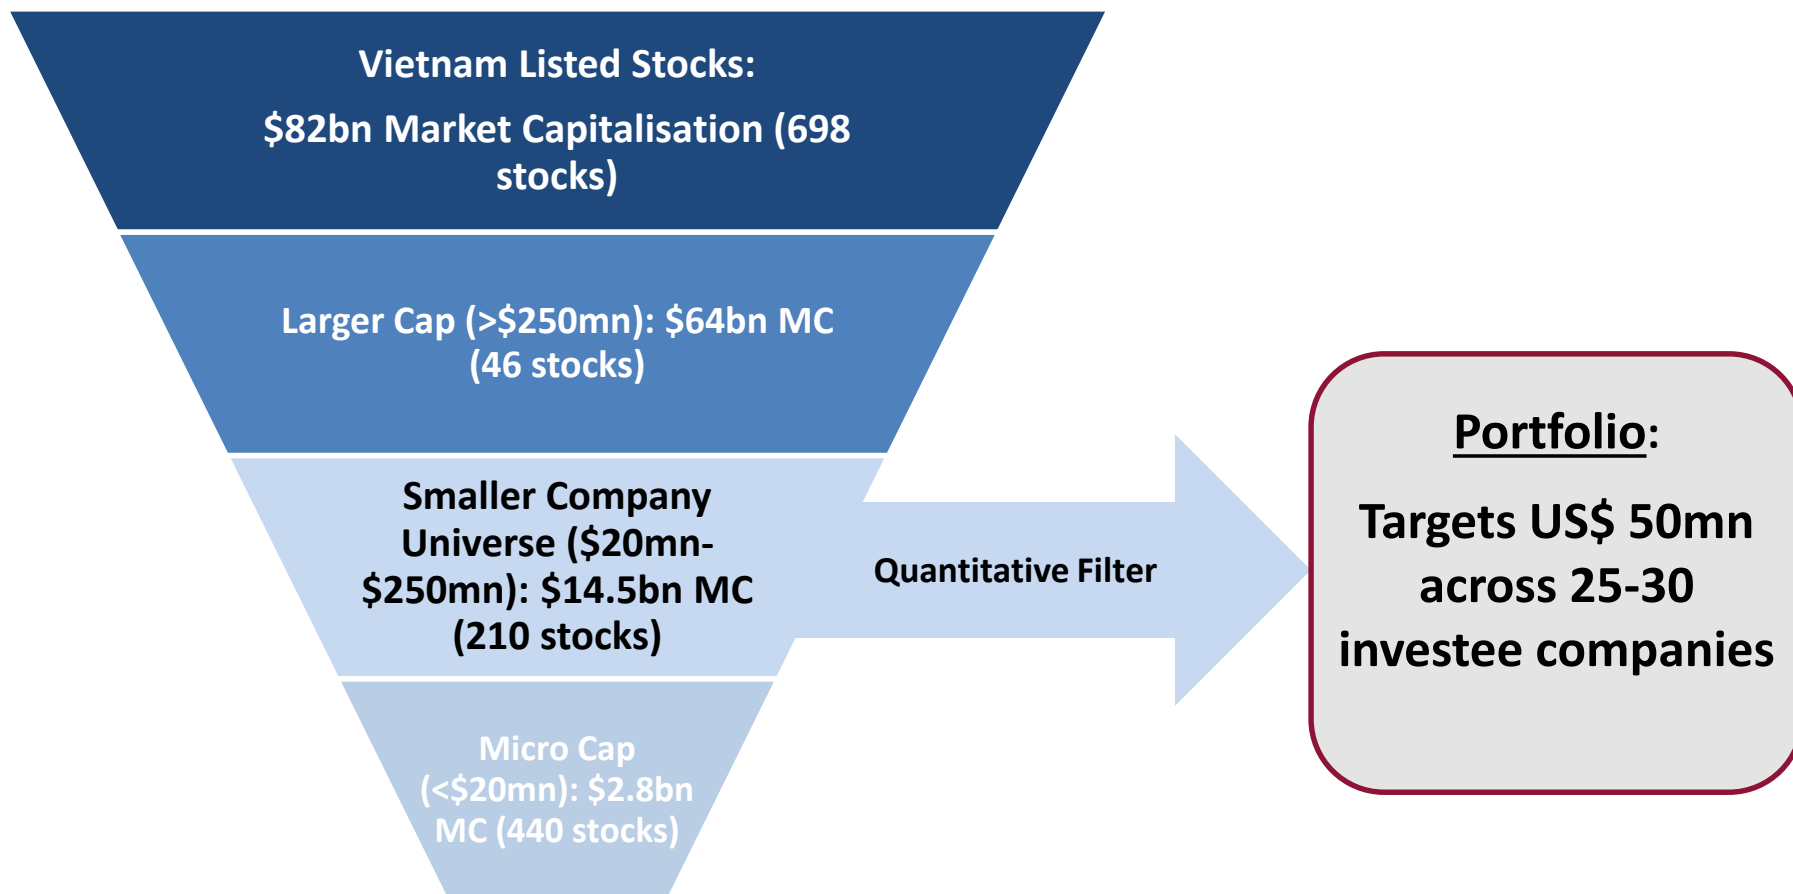 Vietnam Listed Stocks:
$82bn Market Capitalisation (698
stocks)
Larger Cap (>$250mn): $64bn MC
(46 stocks)
Smaller Company
Universe ($20mn-
$250mn): $14.5bn MC
(210 stocks)
Micro Cap
(<$20mn): $2.8bn
MC (440 stocks)
Quantitative Filter
Portfolio:
Targets US$ 50mn
across 25-30
investee companies